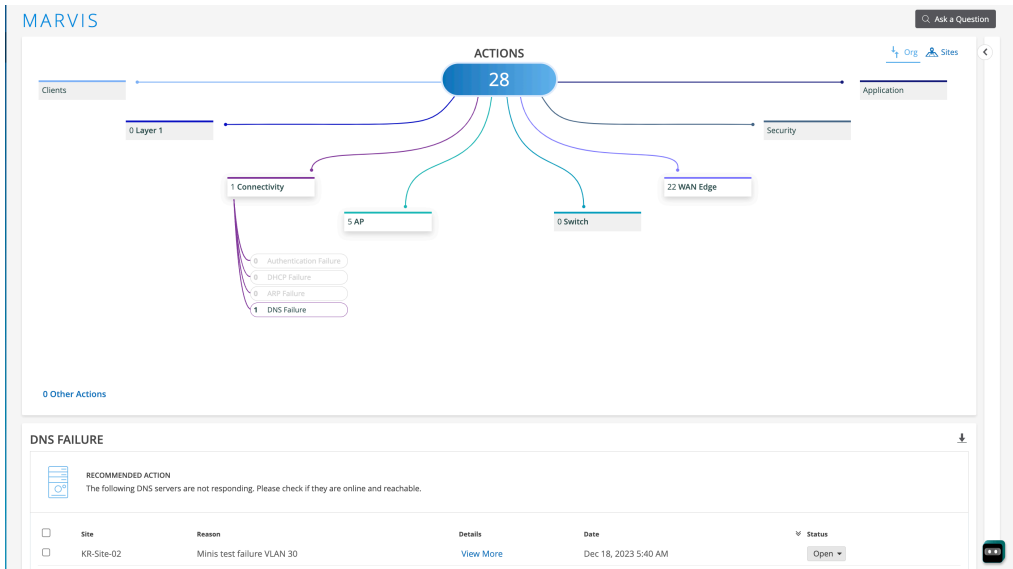 MARVIS
Ask a Question
ACTIONS
28
Org
Sites
Clients
Application
0 Layer 1
Security
1 Connectivity
22 WAN Edge
5 AP
0 Switch
0 Authentication Failure
0 DHCP Failure
0 ARP Failure
1 DNS Failure
0 Other Actions
DNS FAILURE
RECOMMENDED ACTION
The following DNS servers are not responding. Please check if they are online and reachable.
Site Reason Details Date Status
KR-Site-02 Minis test failure VLAN 30 View More Dec 18, 2023 5:40 AM Open